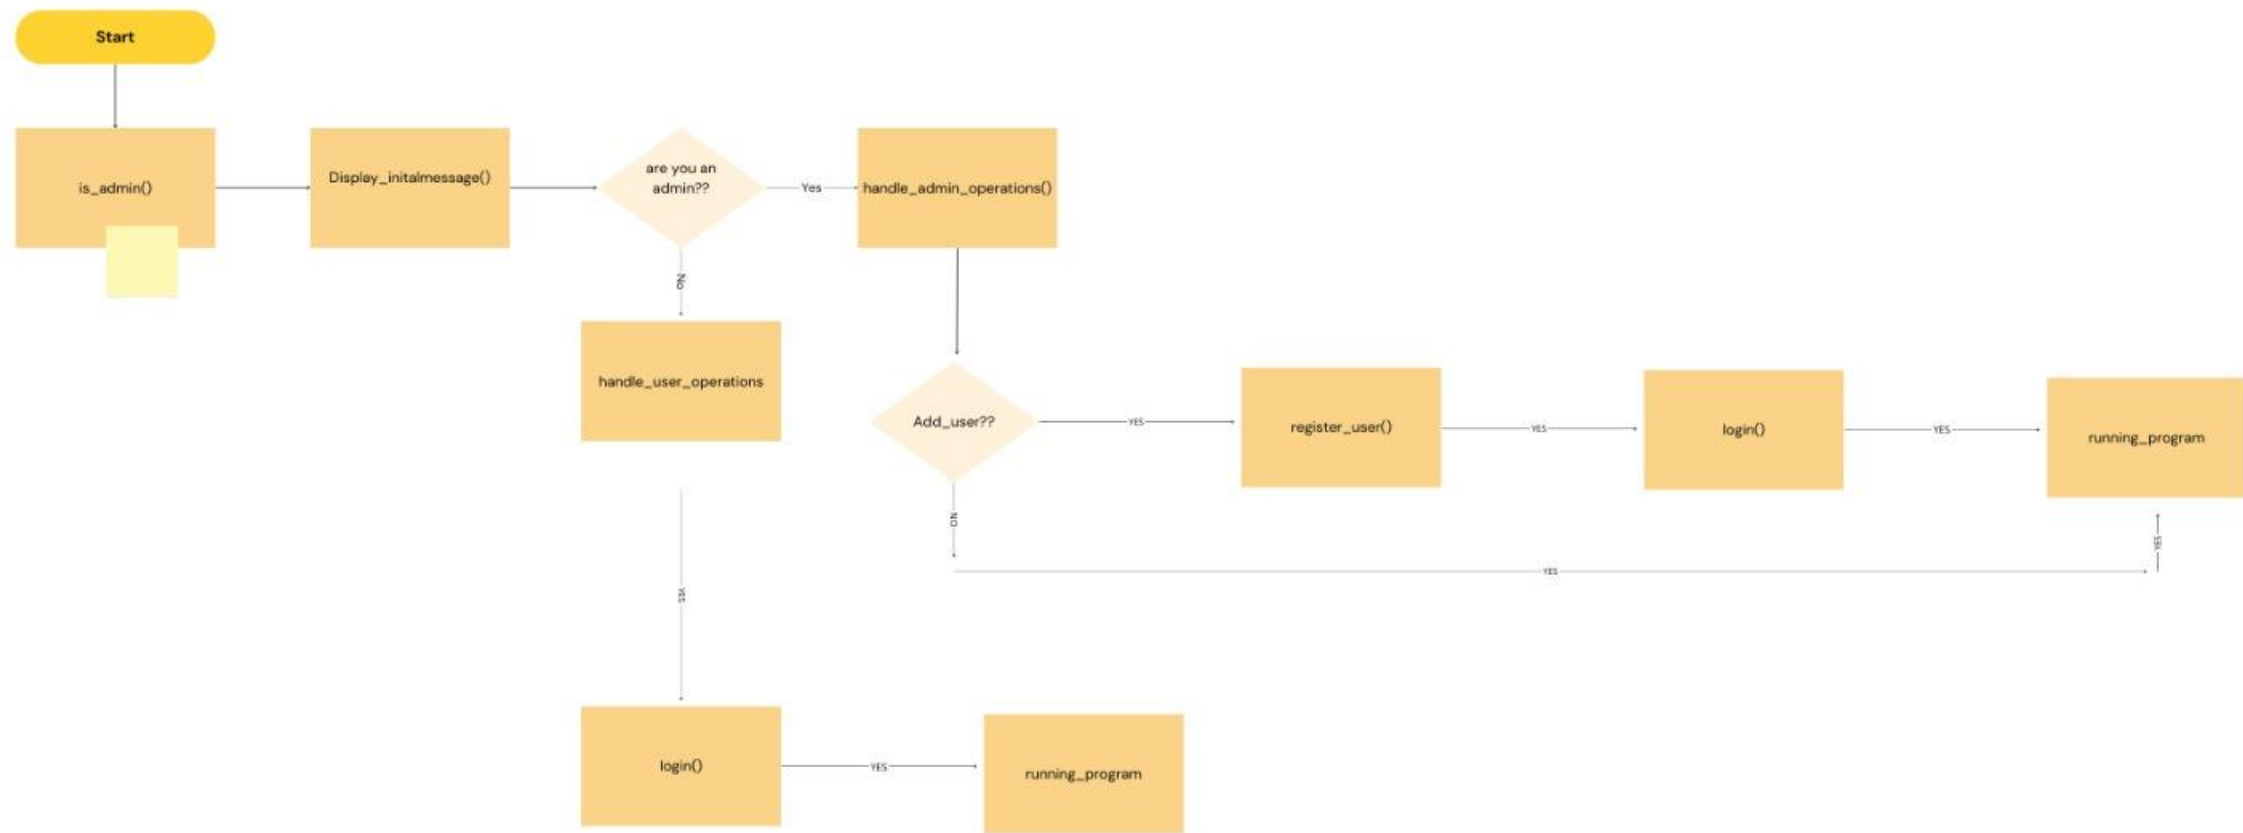 Start
is_admin()
Display_initalmessage()
are you an
admin??
Yes
handle_admin_operations()
No
handle_user_operations
Add_user??
YES
register_user()
YES
login()
YES
running_program
NO
YES
YES
YES
login()
YES
running_program